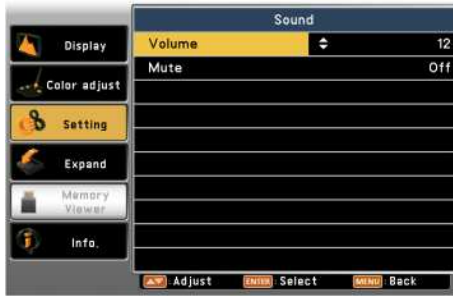 Sound
Display
Volume 12
Mute Off
Color adjust
Setting
Expand
Memory
Viewer
Info.
Adjust ENTER Select MENU Back